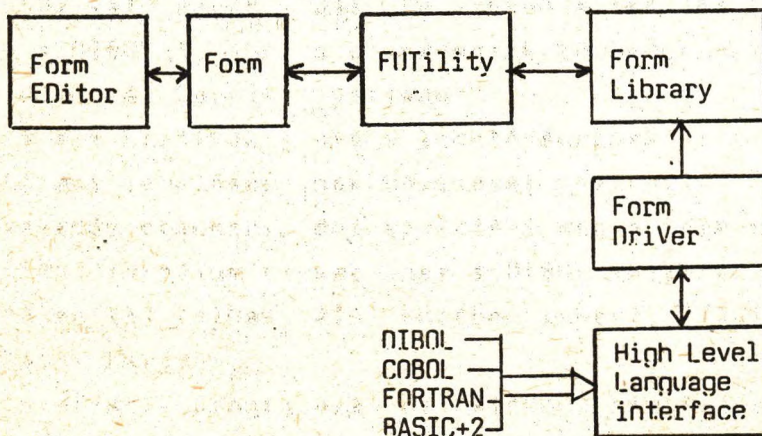 Form
EDitor
Form
FUTility
Form
Library
Form
DriVer
DIBOL
COBOL
FORTRAN
BASIC+2
High Level
Language
interface